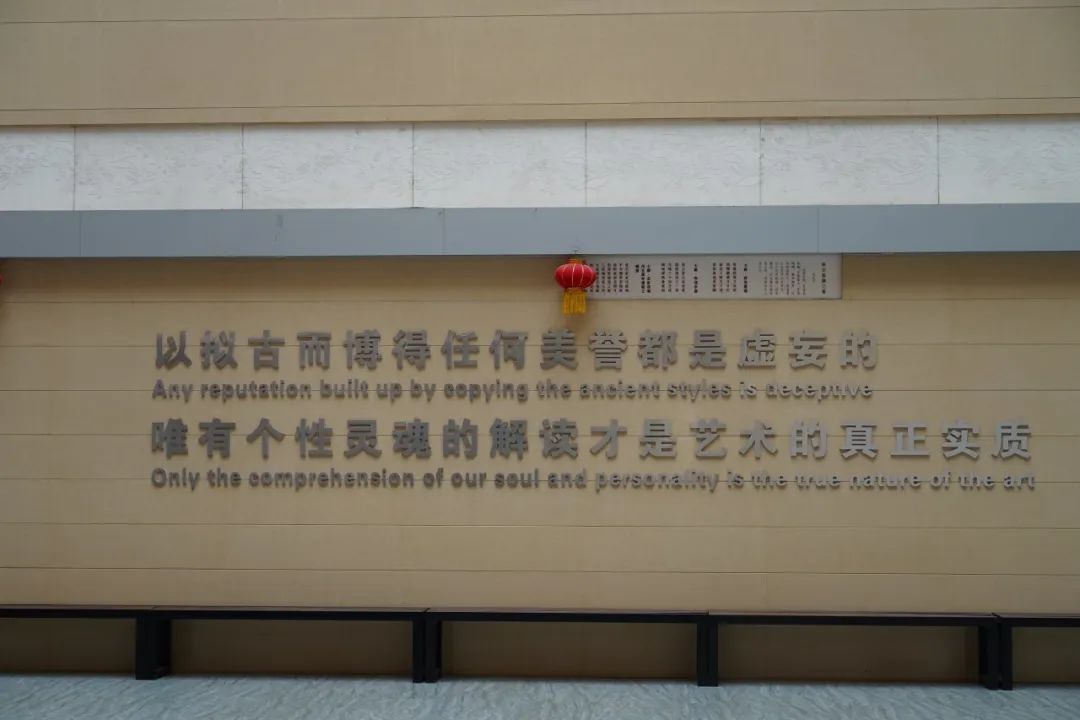 以拟古而博得任何美誉都是虚妄的
Any reputation built up by copying the ancient styles is deceptive
唯有个性灵魂的解读才是艺术的真正实质
Only the comprehension of our soul and personality is the true nature of the art